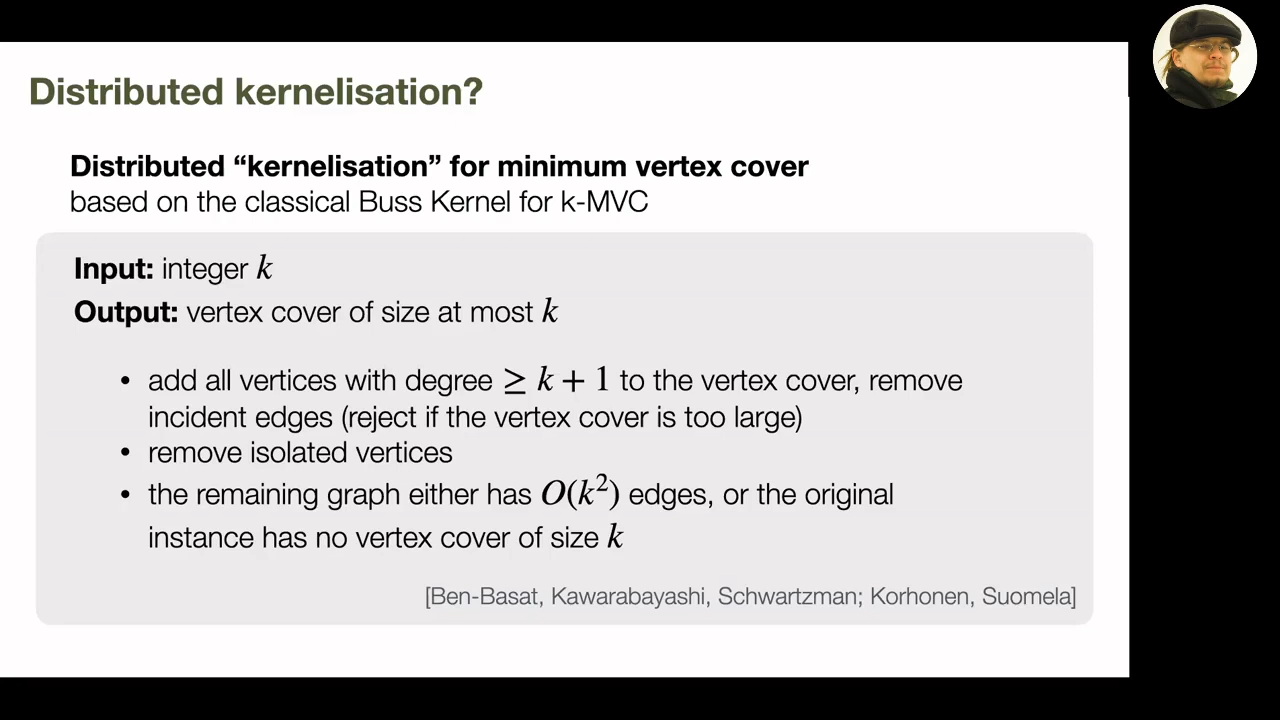 Distributed kernelisation?
Distributed “kernelisation” for minimum vertex cover
based on the classical Buss Kernel for k-MVC
Input: integer k
Output: vertex cover of size at most k
• add all vertices with degree ≥ k + 1 to the vertex cover, remove
incident edges (reject if the vertex cover is too large)
• remove isolated vertices
• the remaining graph either has O(k²) edges, or the original
instance has no vertex cover of size k
[Ben-Basat, Kawarabayashi, Schwartzman; Korhonen, Suomela]